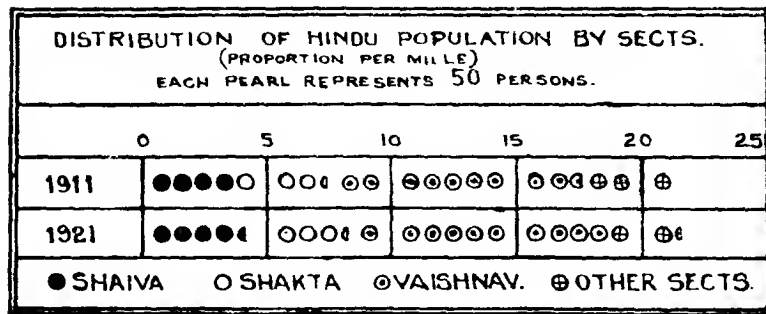 DISTRIBUTION OF HINDU POPULATION BY SECTS.
(PROPORTION PER MILLE)
EACH PEARL REPRESENTS 50 PERSONS.
0 5 10 15 20 25
1911
1921
SHAIVA SHAKTA VAISHNAV. OTHER SECTS.